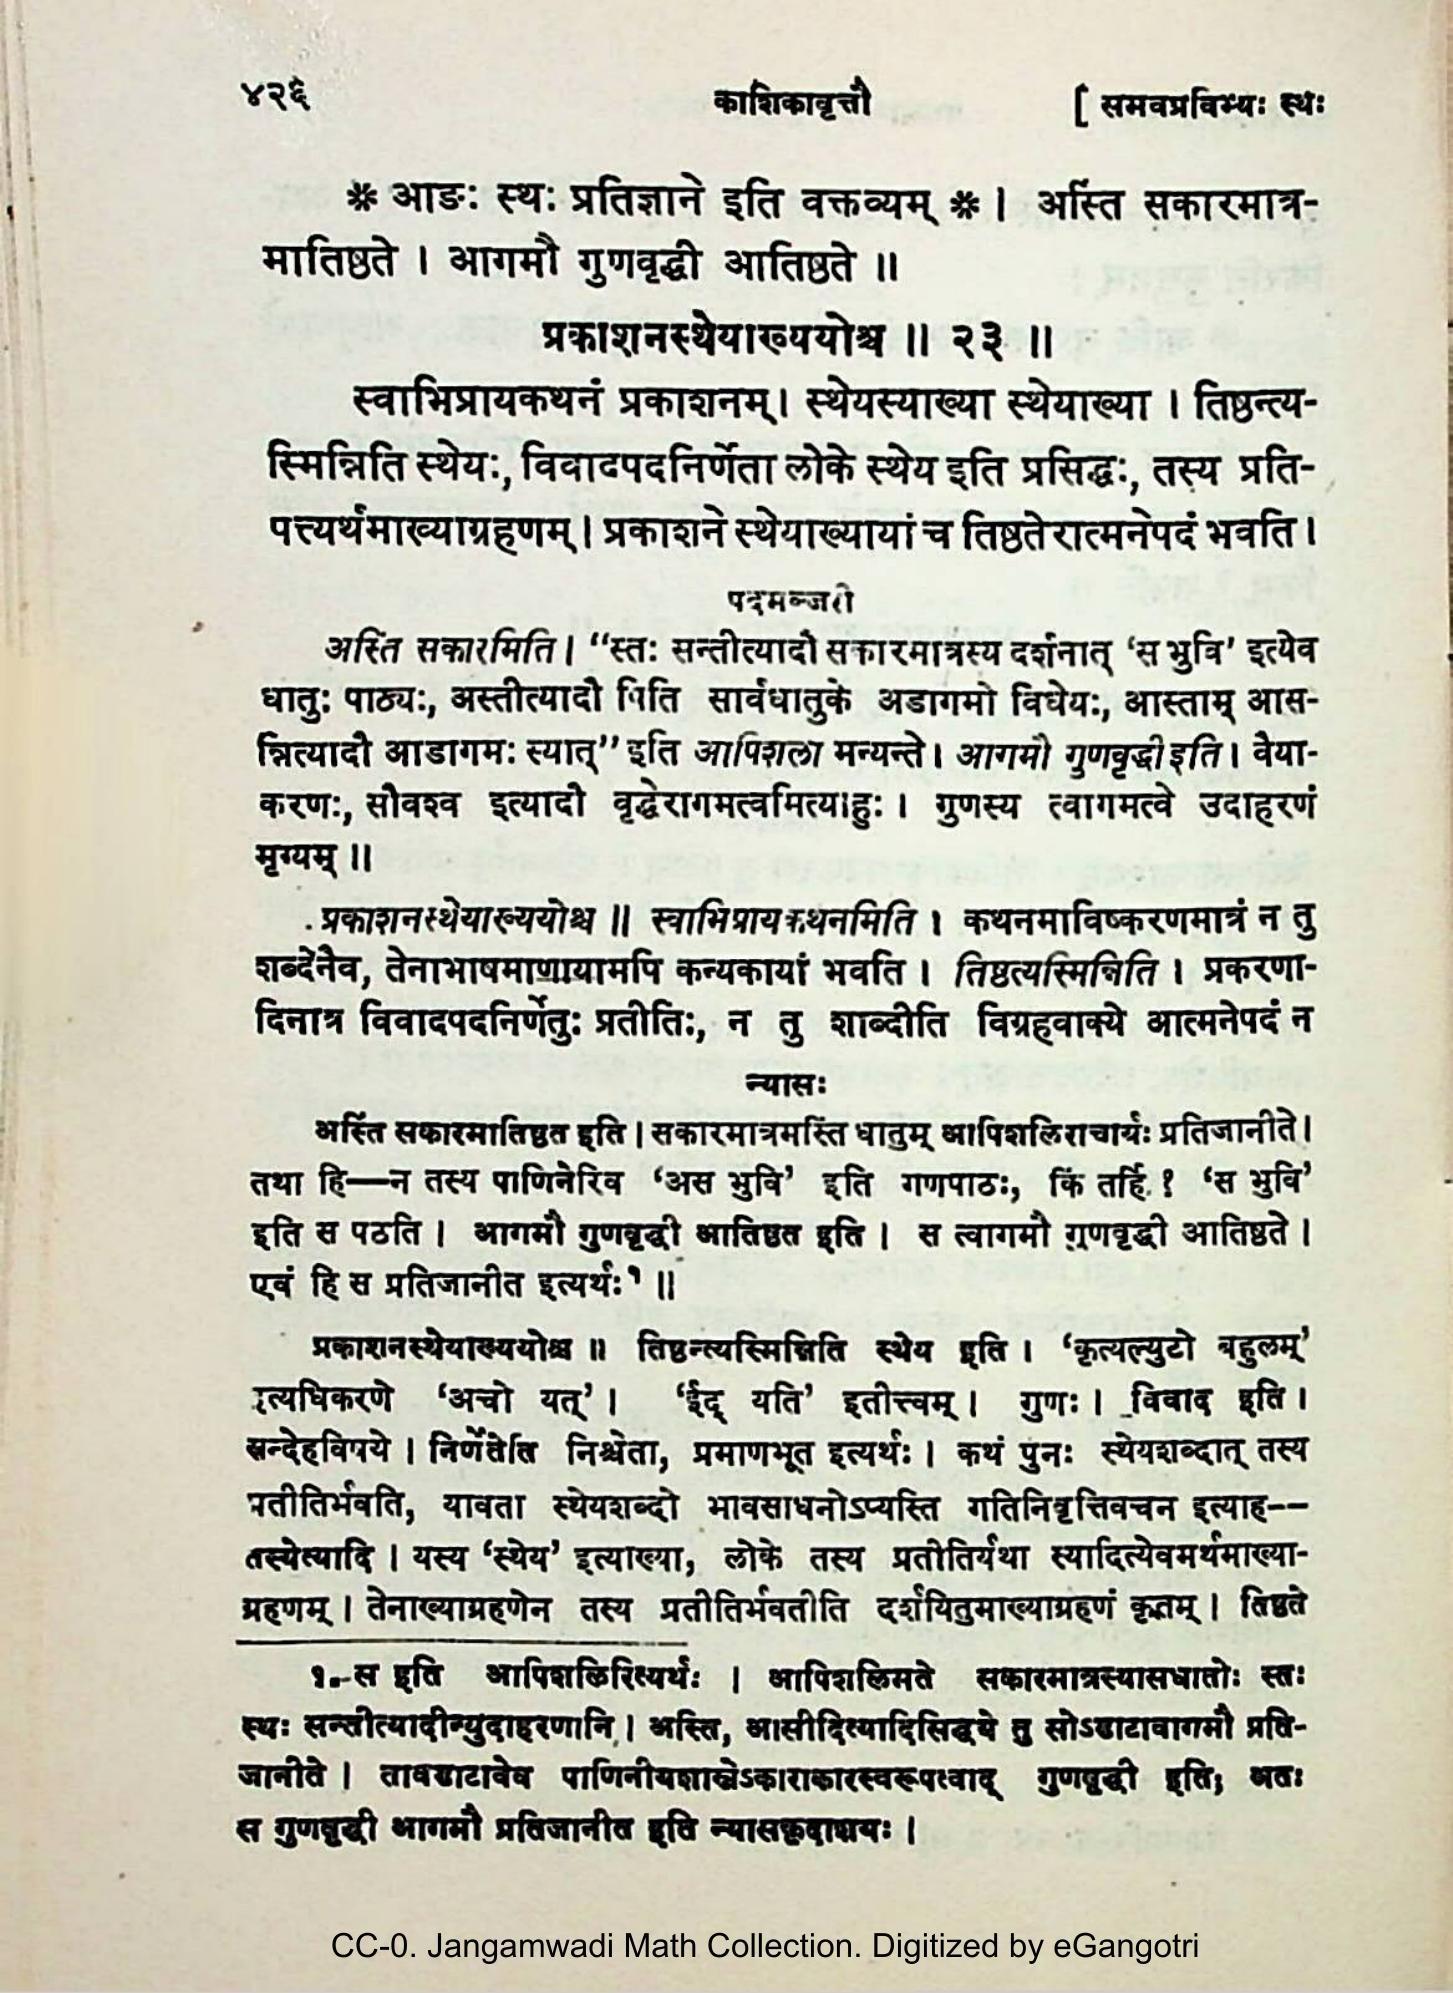 ४२६ काशिकावृत्तौ [ समवप्रविभ्यः स्थः
* आङः स्थः प्रतिज्ञाने इति वक्तव्यम् * । अस्तिं सकारमात्र-
मातिष्ठते । आगमौ गुणवृद्धी आतिष्ठते ॥
प्रकाशनस्थेयाख्ययोश्च ॥ २३ ॥
स्वाभिप्रायकथनं प्रकाशनम् । स्थेयस्याख्या स्थेयाख्या । तिष्ठन्त्य-
स्मिन्निति स्थेयः, विवादपदनिर्णेता लोके स्थेय इति प्रसिद्धः, तस्य प्रति-
पत्त्यर्थमाख्याग्रहणम् । प्रकाशने स्थेयाख्यायां च तिष्ठतेरात्मनेपदं भवति ।
पदमञ्जरी
अस्तिं सकारमिति । “स्तः सन्तीत्यादौ सकारमात्रस्य दर्शनात् ‘स भुवि’ इत्येव
धातुः पाठ्यः, अस्तीत्यादौ पिति सार्वधातुके अडागमो विधेयः, आस्ताम् आस-
न्नित्यादौ आडागमः स्यात्” इति आपिशला मन्यन्ते । आगमौ गुणवृद्धी इति । वैया-
करणः, सौवश्व इत्यादौ वृद्धेरागमत्वमित्याहुः । गुणस्य त्वागमत्वे उदाहरणं
मृग्यम् ॥
प्रकाशनस्थेयाख्ययोश्च ॥ स्वाभिप्रायकथनमिति । कथनमाविष्करणमात्रं न तु
शब्देनैव, तेनाभाषमाणायामपि कन्यकायां भवति । तिष्ठत्यस्मिन्निति । प्रकरणा-
दिनात्र विवादपदनिर्णेतुः प्रतीतिः, न तु शाब्दीति विग्रहवाक्ये आत्मनेपदं न
न्यासः
अस्तिं सकारमातिष्ठत इति । सकारमात्रमस्तिं धातुम् आपिशलिराचार्यः प्रतिजानीते ।
तथा हि—न तस्य पाणिनेरिव ‘अस भुवि’ इति गणपाठः, किं तर्हि ? ‘स भुवि’
इति स पठति । आगमौ गुणवृद्धी आतिष्ठत इति । स त्वागमौ गुणवृद्धी आतिष्ठते ।
एवं हि स प्रतिजानीत इत्यर्थः१ ॥
प्रकाशनस्थेयाख्ययोश्च ॥ तिष्ठन्त्यस्मिन्निति स्थेय इति । ‘कृत्यल्युटो बहुलम्’
इत्यधिकरणे ‘अचो यत्’ । ‘ईद् यति’ इतीत्त्वम् । गुणः । विवाद इति ।
सन्देहविषये । निर्णेतेति निश्चेता, प्रमाणभूत इत्यर्थः । कथं पुनः स्थेयशब्दात् तस्य
प्रतीतिर्भवति, यावता स्थेयशब्दो भावसाधनोऽप्यस्ति गतिनिवृत्तिवचन इत्याह--
तस्येत्यादि । यस्य ‘स्थेय’ इत्याख्या, लोके तस्य प्रतीतिर्यथा स्यादित्येवमर्थमाख्या-
ग्रहणम् । तेनाख्याग्रहणेन तस्य प्रतीतिर्भवतीति दर्शयितुमाख्याग्रहणं कृतम् । तिष्ठते
१.-स इति आपिशलिरित्यर्थः । आपिशलिमते सकारमात्रस्यासधातोः स्तः
स्थः सन्तीत्यादीन्युदाहरणानि । अस्ति, आसीदित्यादिसिद्धये तु सोऽडाटावागमौ प्रति-
जानीते । तावडाटावेव पाणिनीयशास्त्रेऽकाराकारस्वरूपत्वाद् गुणवृद्धी इति; अतः
स गुणवृद्धी आगमौ प्रतिजानीत इति न्यासकृदाशयः ।
CC-0. Jangamwadi Math Collection. Digitized by eGangotri